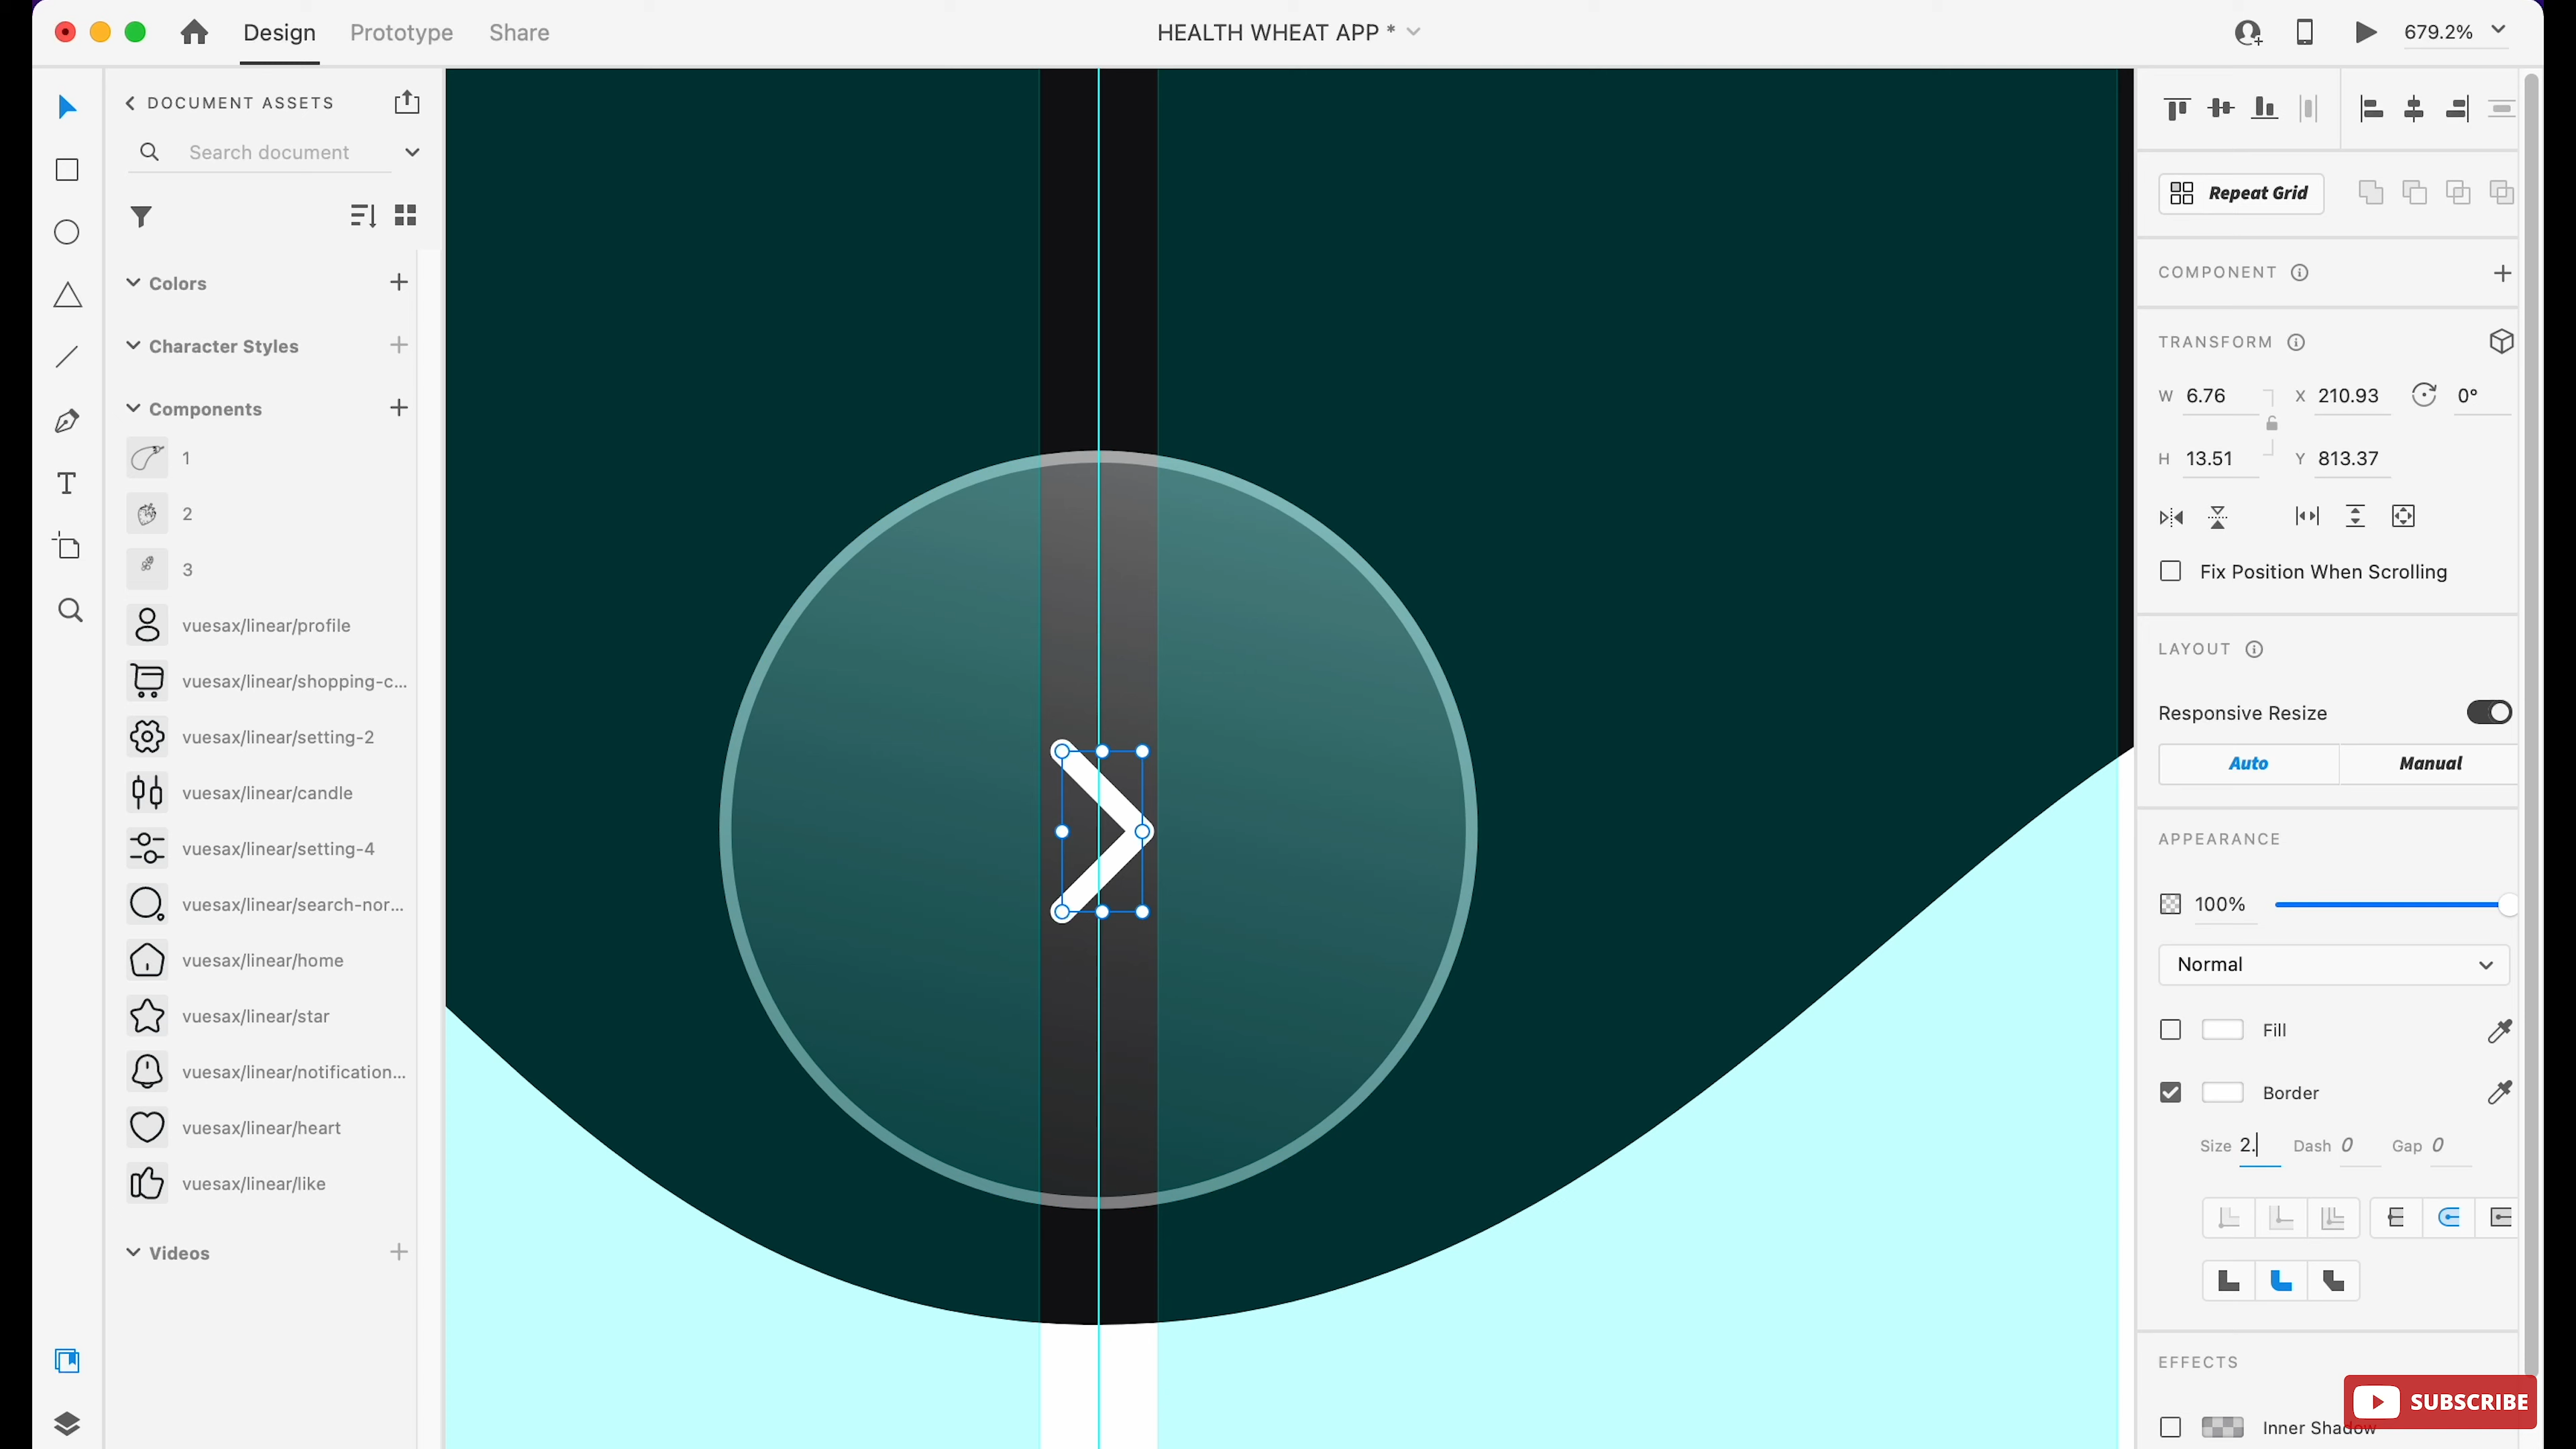 Design Prototype Share HEALTH WHEAT APP * 679.2%
DOCUMENT ASSETS
Search document
Colors
Character Styles
Components
1
2
3
vuesax/linear/profile
vuesax/linear/shopping-c...
vuesax/linear/setting-2
vuesax/linear/candle
vuesax/linear/setting-4
vuesax/linear/search-nor...
vuesax/linear/home
vuesax/linear/star
vuesax/linear/notification...
vuesax/linear/heart
vuesax/linear/like
Videos
Repeat Grid
COMPONENT
TRANSFORM
W 6.76 X 210.93 0°
H 13.51 Y 813.37
Fix Position When Scrolling
LAYOUT
Responsive Resize
Auto Manual
APPEARANCE
100%
Normal
Fill
Border
Size 2. Dash 0 Gap 0
EFFECTS
SUBSCRIBE
Inner Shadow